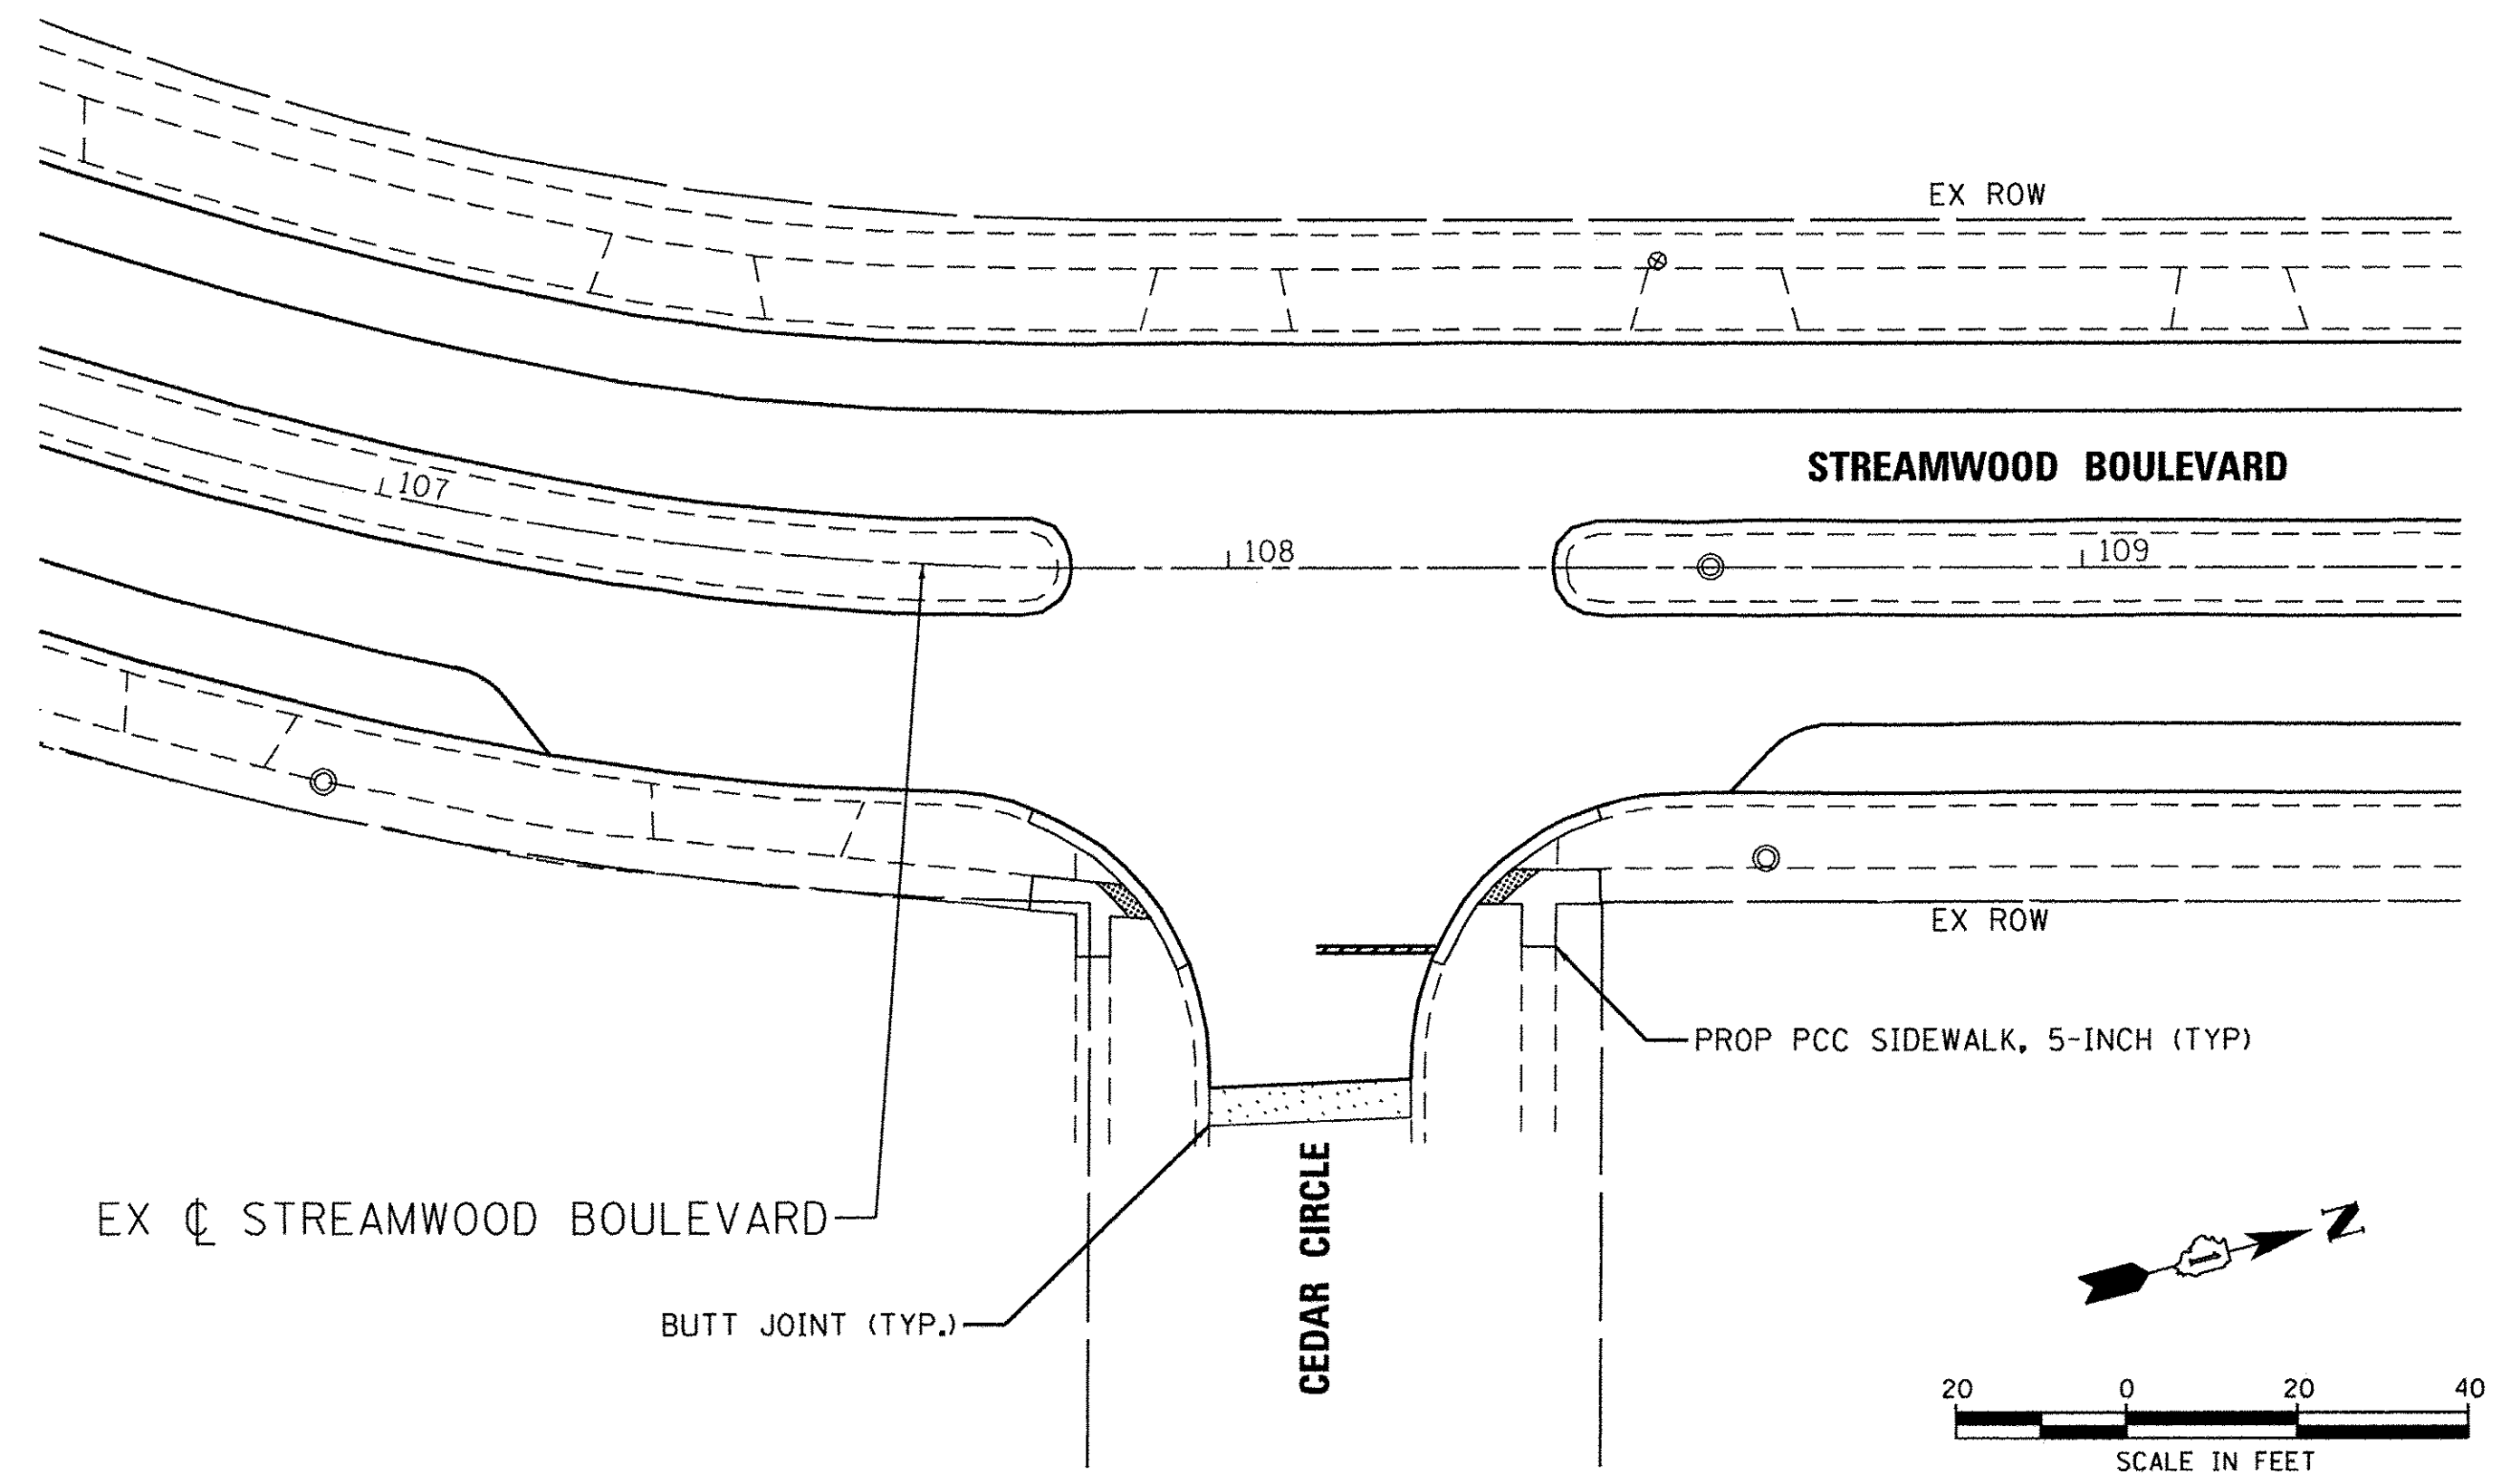 EX ROW
STREAMWOOD BOULEVARD
107
108
109
EX ROW
PROP PCC SIDEWALK, 5-INCH (TYP)
EX ℄ STREAMWOOD BOULEVARD
BUTT JOINT (TYP.)
CEDAR CIRCLE
N
20 0 20 40
SCALE IN FEET